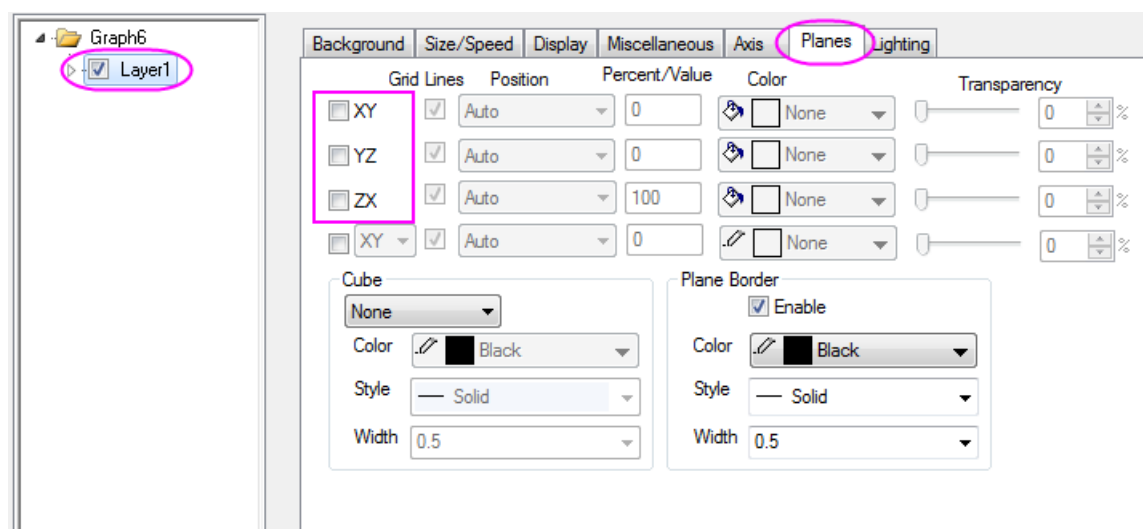 Graph6
Layer1
Background Size/Speed Display Miscellaneous Axis Planes Lighting
Grid Lines Position Percent/Value Color Transparency
XY Auto 0 None 0 %
YZ Auto 0 None 0 %
ZX Auto 100 None 0 %
XY Auto 0 None 0 %
Cube Plane Border
None Enable
Color Black Color Black
Style Solid Style Solid
Width 0.5 Width 0.5